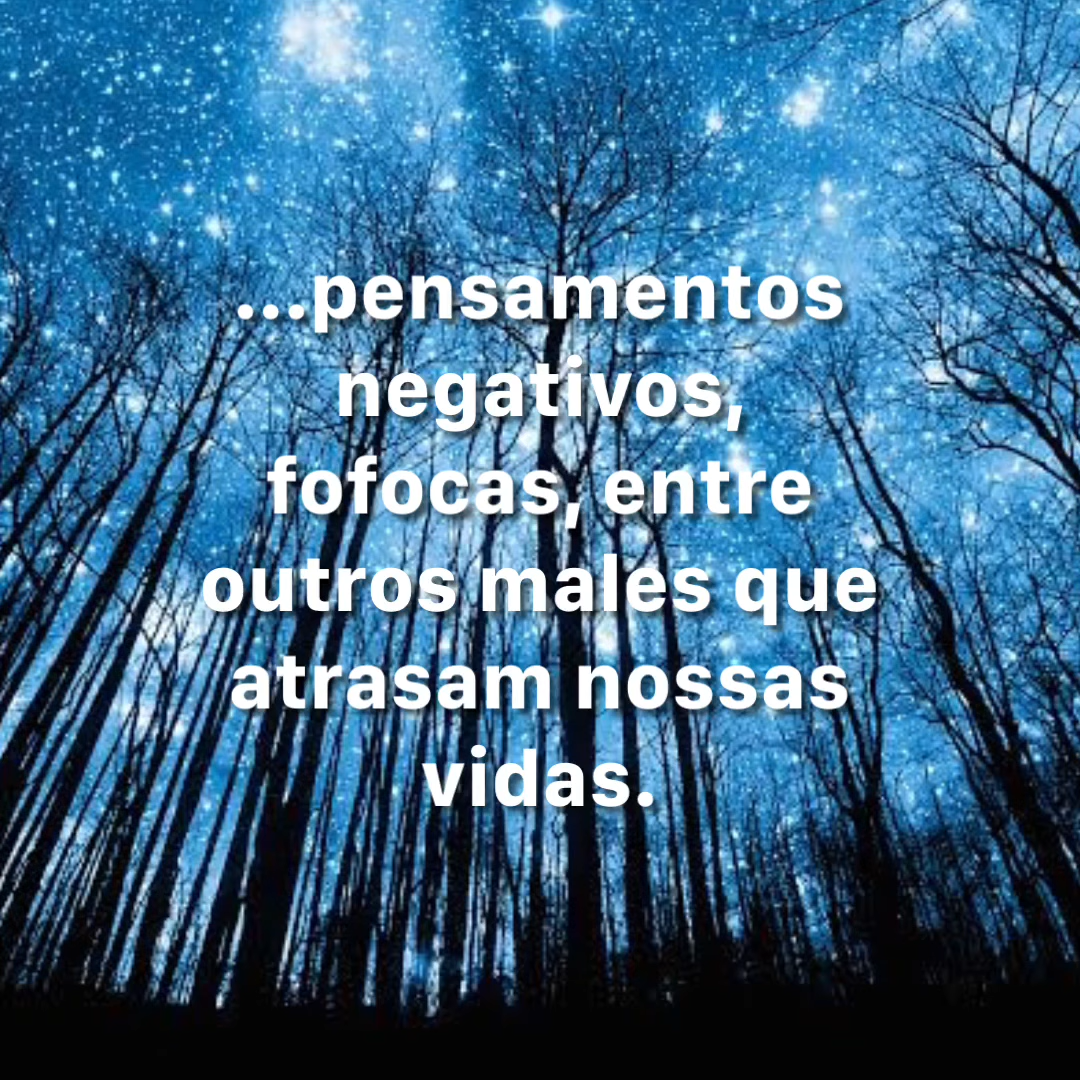 ...pensamentos
negativos,
fofocas, entre
outros males que
atrasam nossas
vidas.